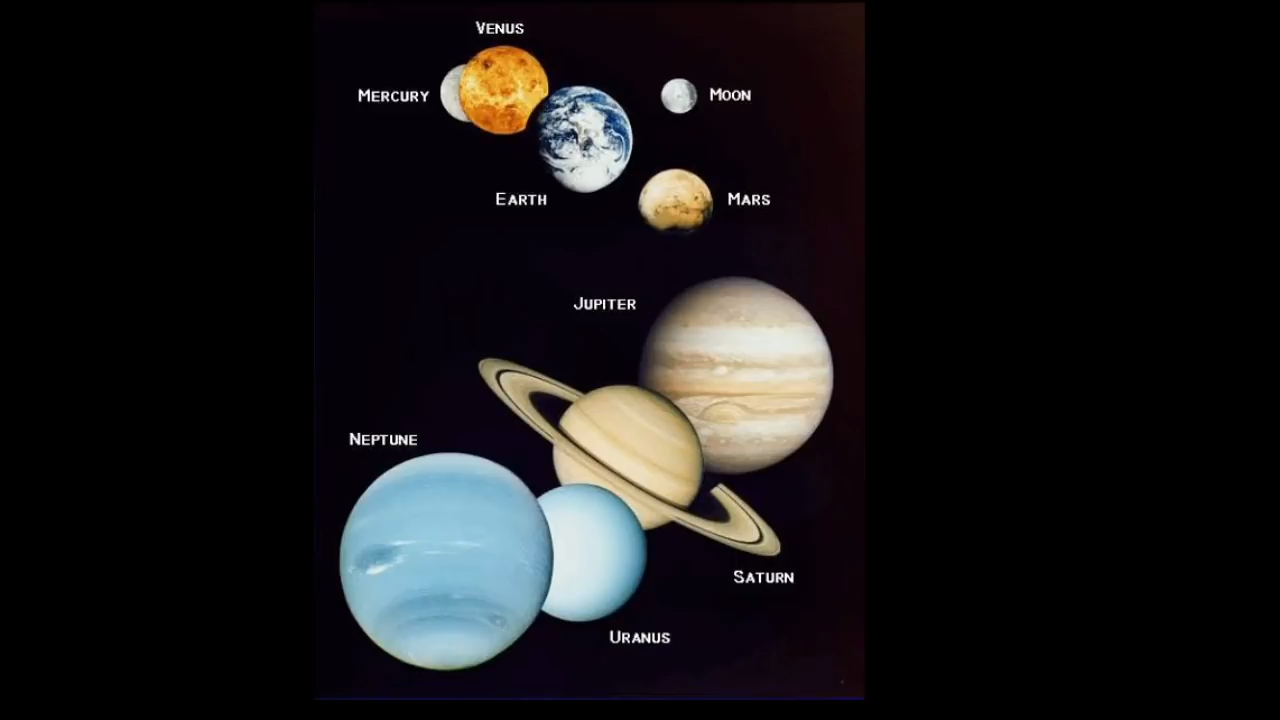 VENUS
MERCURY
MOON
EARTH
MARS
JUPITER
NEPTUNE
SATURN
URANUS